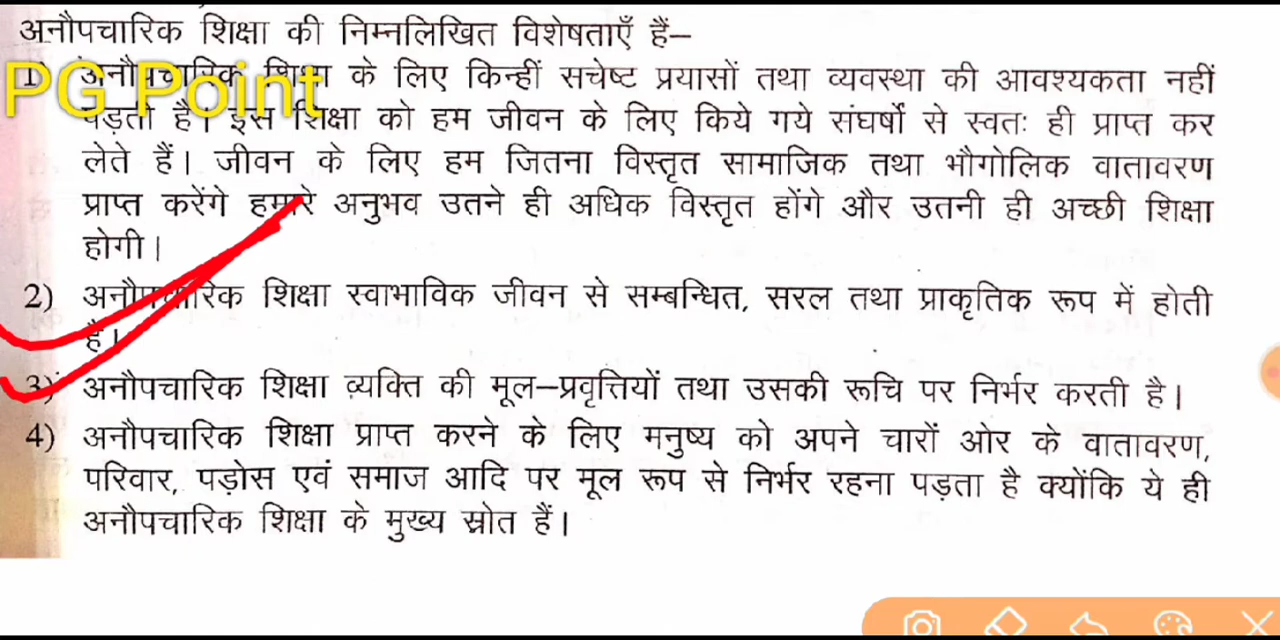 अनौपचारिक शिक्षा की निम्नलिखित विशेषताएँ हैं–
1) अनौपचारिक शिक्षा के लिए किन्हीं सचेष्ट प्रयासों तथा व्यवस्था की आवश्यकता नहीं
PG Point
पड़ती है। इस शिक्षा को हम जीवन के लिए किये गये संघर्षों से स्वतः ही प्राप्त कर
लेते हैं। जीवन के लिए हम जितना विस्तृत सामाजिक तथा भौगोलिक वातावरण
प्राप्त करेंगे हमारे अनुभव उतने ही अधिक विस्तृत होंगे और उतनी ही अच्छी शिक्षा
होगी।
2) अनौपचारिक शिक्षा स्वाभाविक जीवन से सम्बन्धित, सरल तथा प्राकृतिक रूप में होती
है।
3) अनौपचारिक शिक्षा व्यक्ति की मूल–प्रवृत्तियों तथा उसकी रूचि पर निर्भर करती है।
4) अनौपचारिक शिक्षा प्राप्त करने के लिए मनुष्य को अपने चारों ओर के वातावरण,
परिवार, पड़ोस एवं समाज आदि पर मूल रूप से निर्भर रहना पड़ता है क्योंकि ये ही
अनौपचारिक शिक्षा के मुख्य स्रोत हैं।